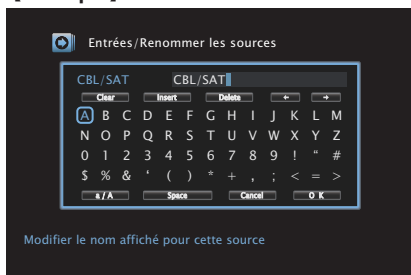 Entrées/Renommer les sources
CBL/SAT CBL/SAT
Clear Insert Delete ← →
A B C D E F G H I J K L M
N O P Q R S T U V W X Y Z
0 1 2 3 4 5 6 7 8 9 ! “ #
$ % & ‘ ( ) * + , ; < = >
a / A Space Cancel O K
Modifier le nom affiché pour cette source